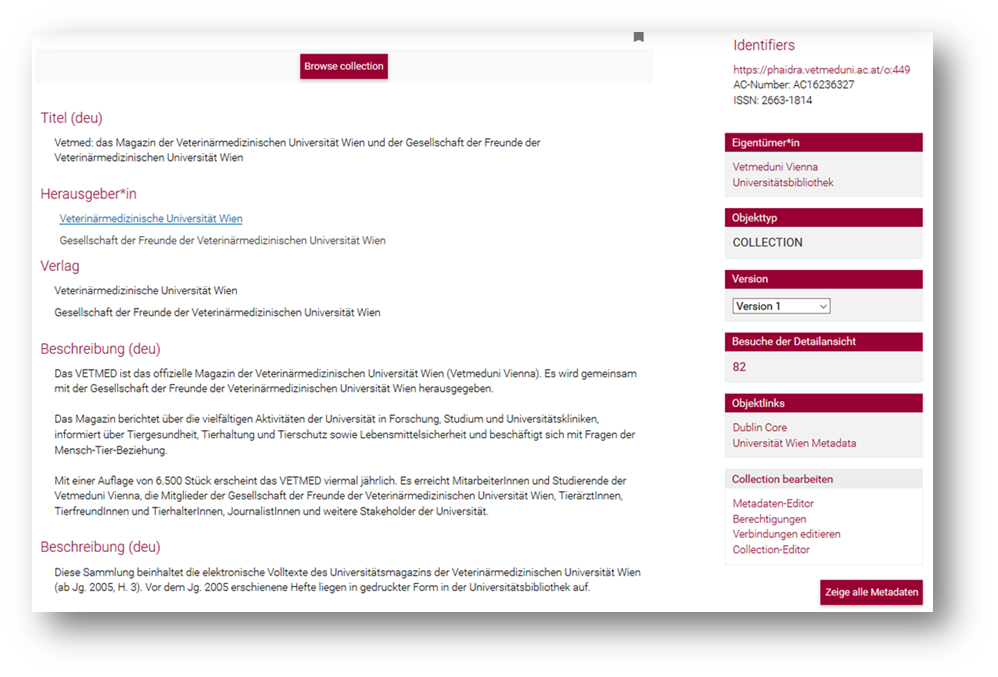 Browse collection
Titel (deu)
Vetmed: das Magazin der Veterinärmedizinischen Universität Wien und der Gesellschaft der Freunde der
Veterinärmedizinischen Universität Wien
Herausgeber*in
Veterinärmedizinische Universität Wien
Gesellschaft der Freunde der Veterinärmedizinischen Universität Wien
Verlag
Veterinärmedizinische Universität Wien
Gesellschaft der Freunde der Veterinärmedizinischen Universität Wien
Beschreibung (deu)
Das VETMED ist das offizielle Magazin der Veterinärmedizinischen Universität Wien (Vetmeduni Vienna). Es wird gemeinsam
mit der Gesellschaft der Freunde der Veterinärmedizinischen Universität Wien herausgegeben.
Das Magazin berichtet über die vielfältigen Aktivitäten der Universität in Forschung, Studium und Universitätskliniken,
informiert über Tiergesundheit, Tierhaltung und Tierschutz sowie Lebensmittelsicherheit und beschäftigt sich mit Fragen der
Mensch-Tier-Beziehung.
Mit einer Auflage von 6.500 Stück erscheint das VETMED viermal jährlich. Es erreicht MitarbeiterInnen und Studierende der
Vetmeduni Vienna, die Mitglieder der Gesellschaft der Freunde der Veterinärmedizinischen Universität Wien, TierärztInnen,
TierfreundInnen und TierhalterInnen, JournalistInnen und weitere Stakeholder der Universität.
Beschreibung (deu)
Diese Sammlung beinhaltet die elektronische Volltexte des Universitätsmagazins der Veterinärmedizinischen Universität Wien
(ab Jg. 2005, H. 3). Vor dem Jg. 2005 erschienene Hefte liegen in gedruckter Form in der Universitätsbibliothek auf.
Identifiers
https://phaidra.vetmeduni.ac.at/o:449
AC-Number: AC16236327
ISSN: 2663-1814
Eigentümer*in
Vetmeduni Vienna
Universitätsbibliothek
Objekttyp
COLLECTION
Version
Version 1
Besuche der Detailansicht
82
Objektlinks
Dublin Core
Universität Wien Metadata
Collection bearbeiten
Metadaten-Editor
Berechtigungen
Verbindungen editieren
Collection-Editor
Zeige alle Metadaten